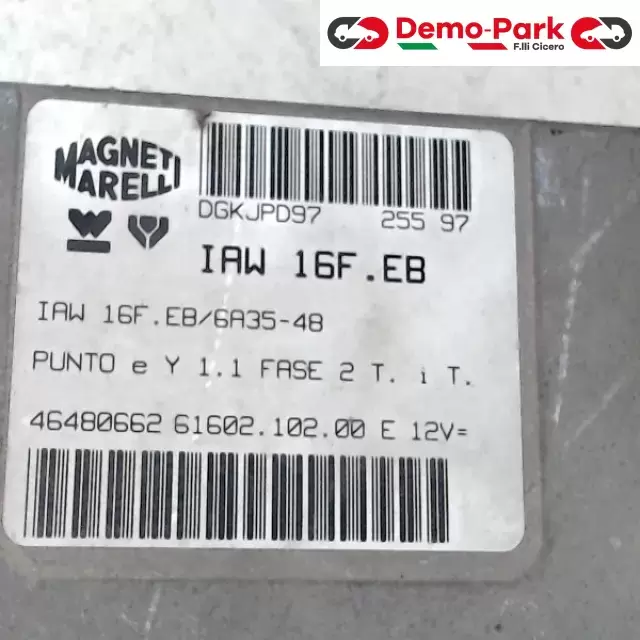 Demo-Park
F.lli Cicero
MAGNETI
MARELLI
DGKJPD97 255 97
IAW 16F.EB
IAW 16F.EB/6A35-48
PUNTO e Y 1.1 FASE 2 T. i T.
46480662 61602.102.00 E 12V=